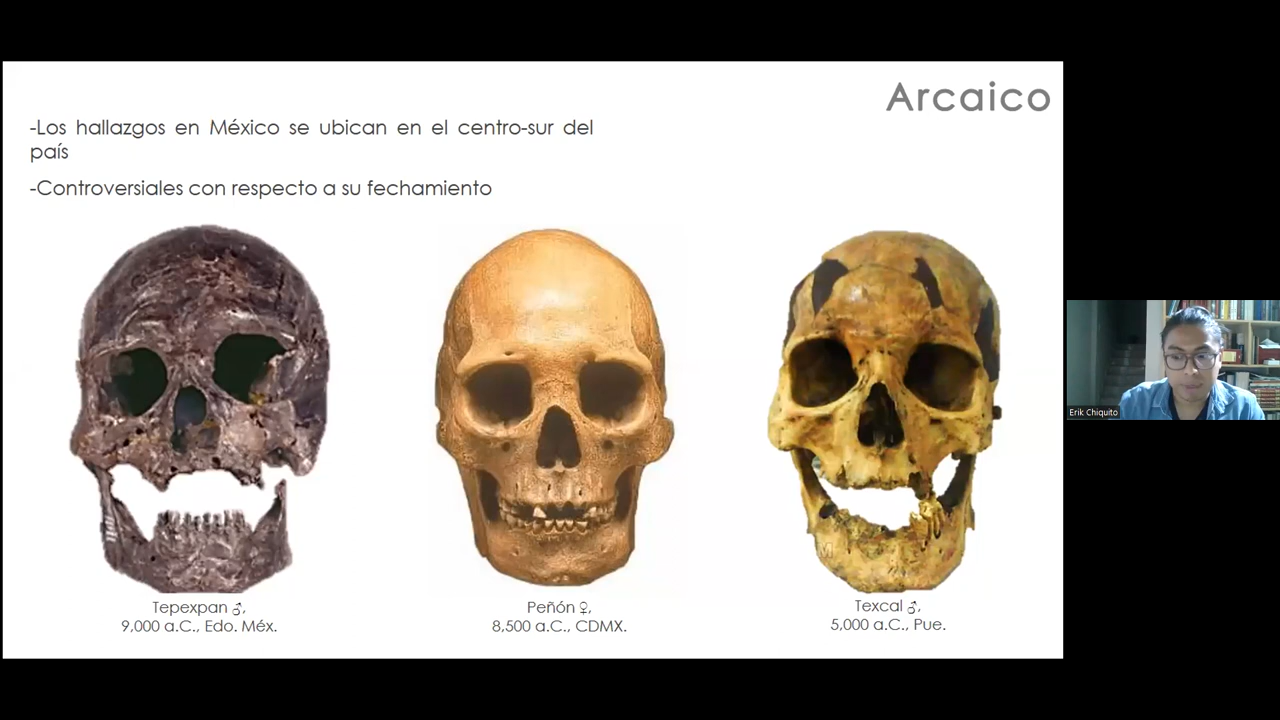 Arcaico
-Los hallazgos en México se ubican en el centro-sur del
país
-Controversiales con respecto a su fechamiento
Tepexpan ♂,
9,000 a.C., Edo. Méx.
Peñón ♀,
8,500 a.C., CDMX.
Texcal ♂,
5,000 a.C., Pue.
Erik Chiquito